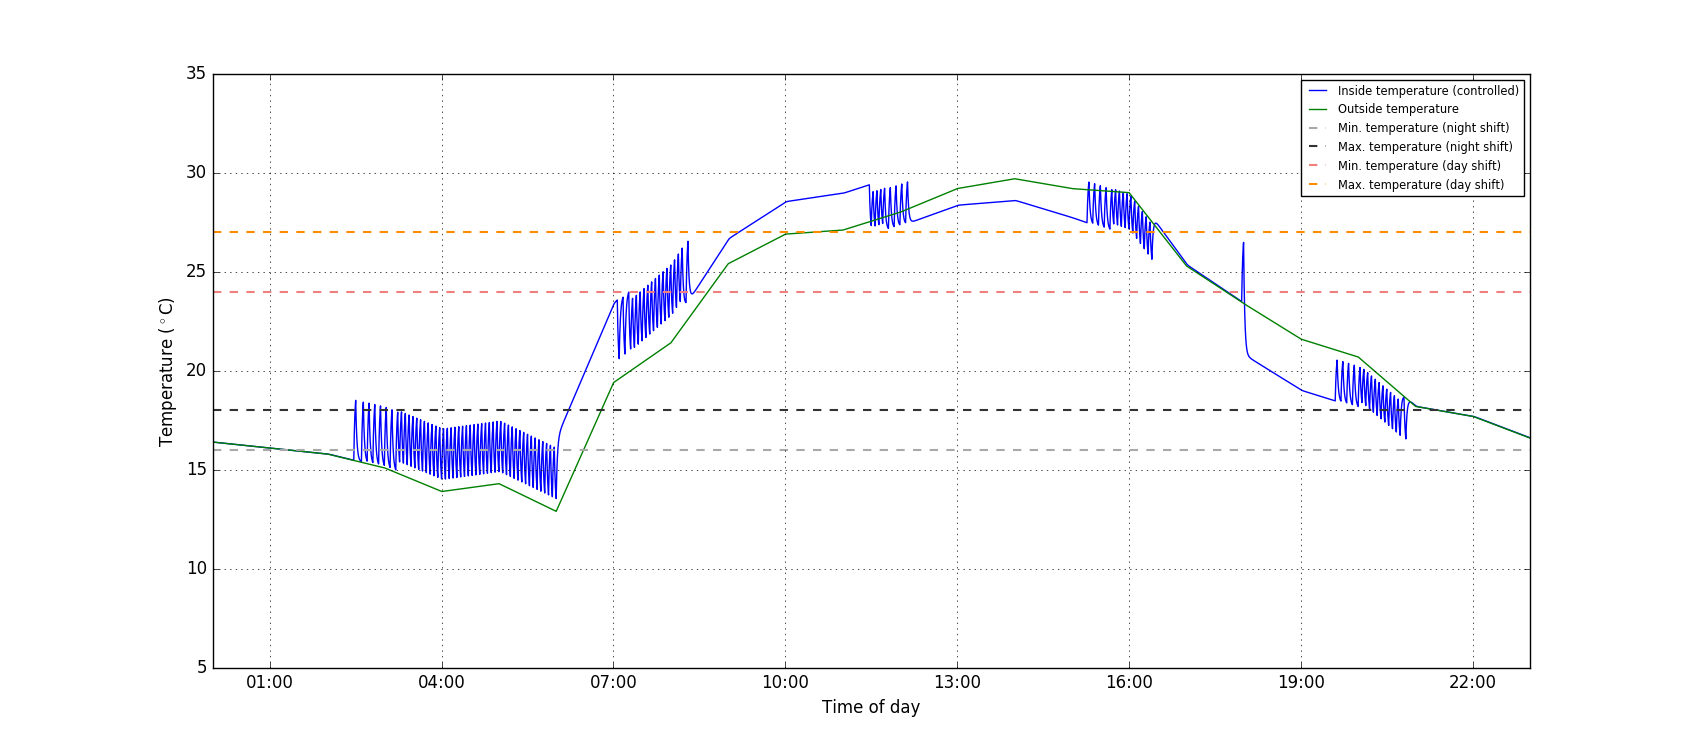 35
30
25
20
15
10
5
Temperature (°C)
Inside temperature (controlled)
Outside temperature
Min. temperature (night shift)
Max. temperature (night shift)
Min. temperature (day shift)
Max. temperature (day shift)
01:00 04:00 07:00 10:00 13:00 16:00 19:00 22:00
Time of day